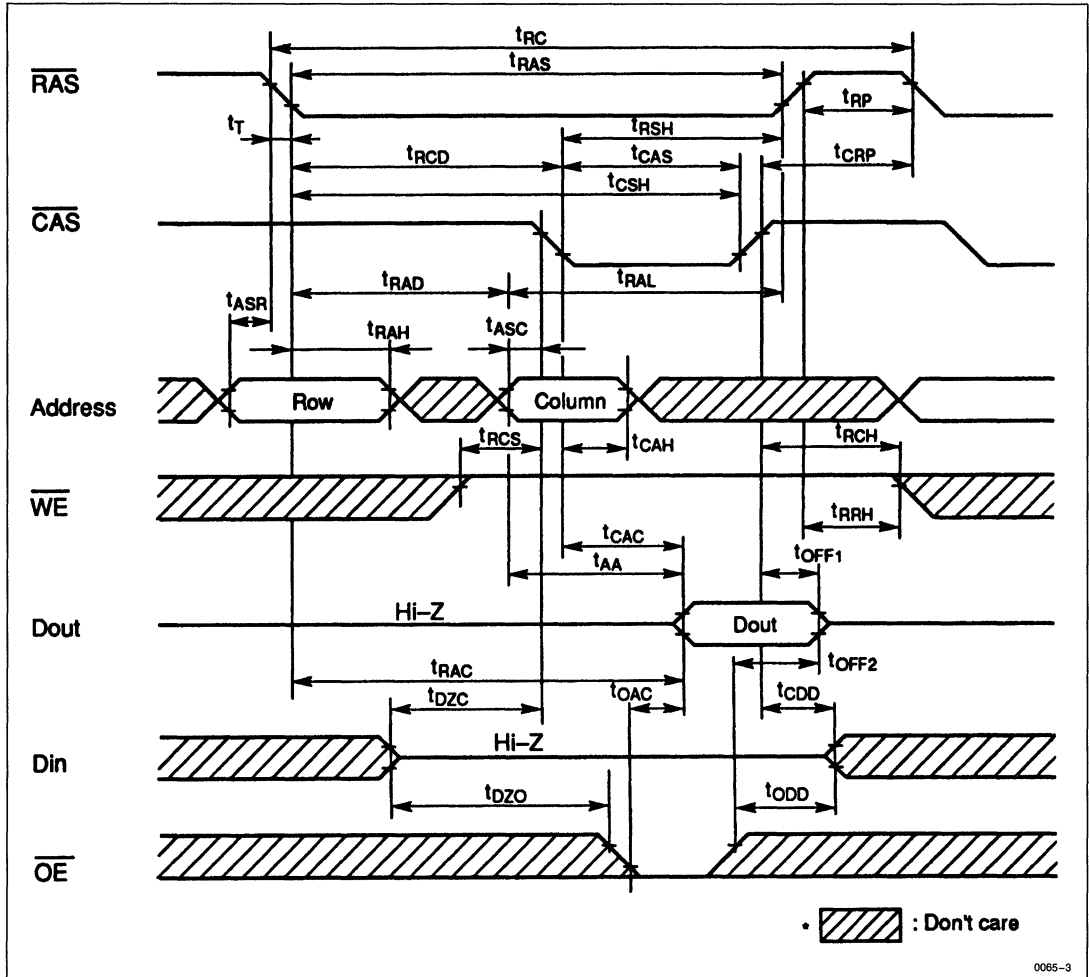 tRC
RAS
tRAS
tRP
tT
tRSH
tRCD
tCAS
tCRP
tCSH
CAS
tRAD
tRAL
tASR
tRAH
tASC
Address
Row
Column
tRCS
tCAH
tRCH
WE
tRRH
tCAC
tOFF1
tAA
Hi-Z
Dout
Dout
tRAC
tOAC
tOFF2
tDZC
tCDD
Hi-Z
Din
tDZO
tODD
OE
* : Don't care
0065-3